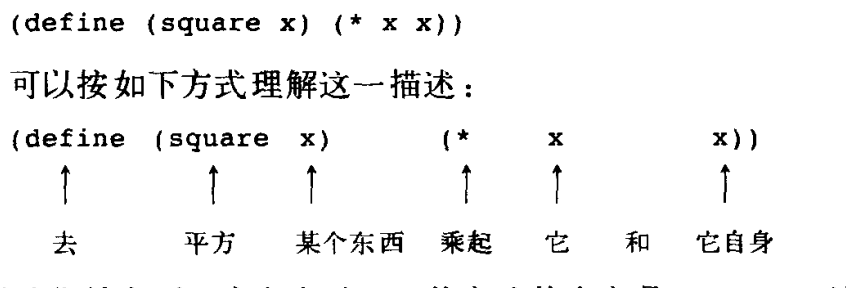 (define (square x) (* x x))
可以按如下方式理解这一描述：
(define (square x) (* x x))
去 平方 某个东西 乘起 它 和 它自身